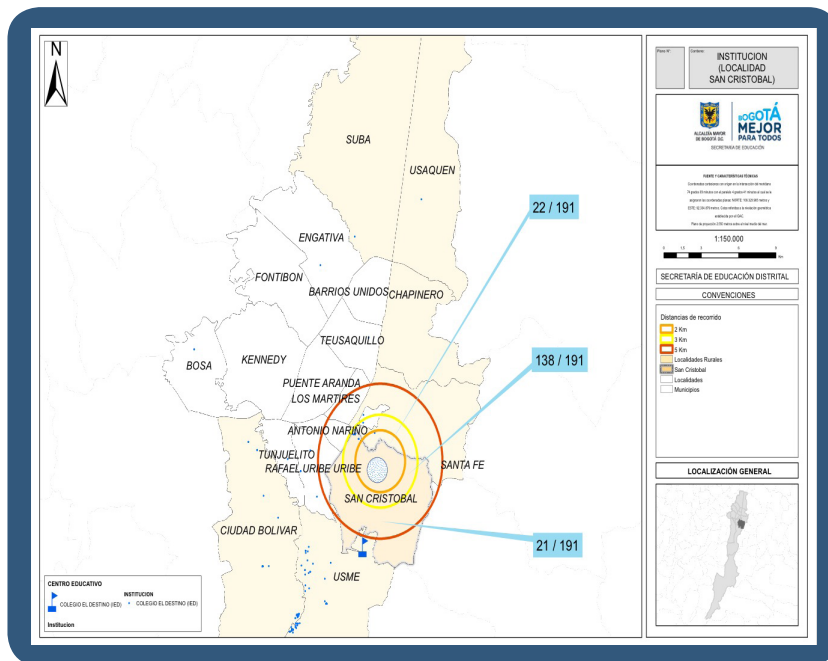 N
SUBA
USAQUEN
22 / 191
ENGATIVA
FONTIBON
BARRIOS UNIDOS
CHAPINERO
TEUSAQUILLO
BOSA
KENNEDY
138 / 191
PUENTE ARANDA
LOS MARTIRES
ANTONIO NARIÑO
TUNJUELITO
RAFAEL URIBE URIBE
SANTA FE
SAN CRISTOBAL
CIUDAD BOLIVAR
21 / 191
USME
CENTRO EDUCATIVO
INSTITUCION
COLEGIO EL DESTINO (IED)
COLEGIO EL DESTINO (IED)
Institucion
INSTITUCION
(LOCALIDAD
SAN CRISTOBAL)
ALCALDÍA MAYOR
DE BOGOTÁ D.C.
BOGOTÁ
MEJOR
PARA TODOS
SECRETARÍA DE EDUCACIÓN
1:150.000
SECRETARÍA DE EDUCACIÓN DISTRITAL
CONVENCIONES
Distancias de recorrido
2 Km
3 Km
5 Km
Localidades Rurales
San Cristobal
Localidades
Municipios
LOCALIZACIÓN GENERAL